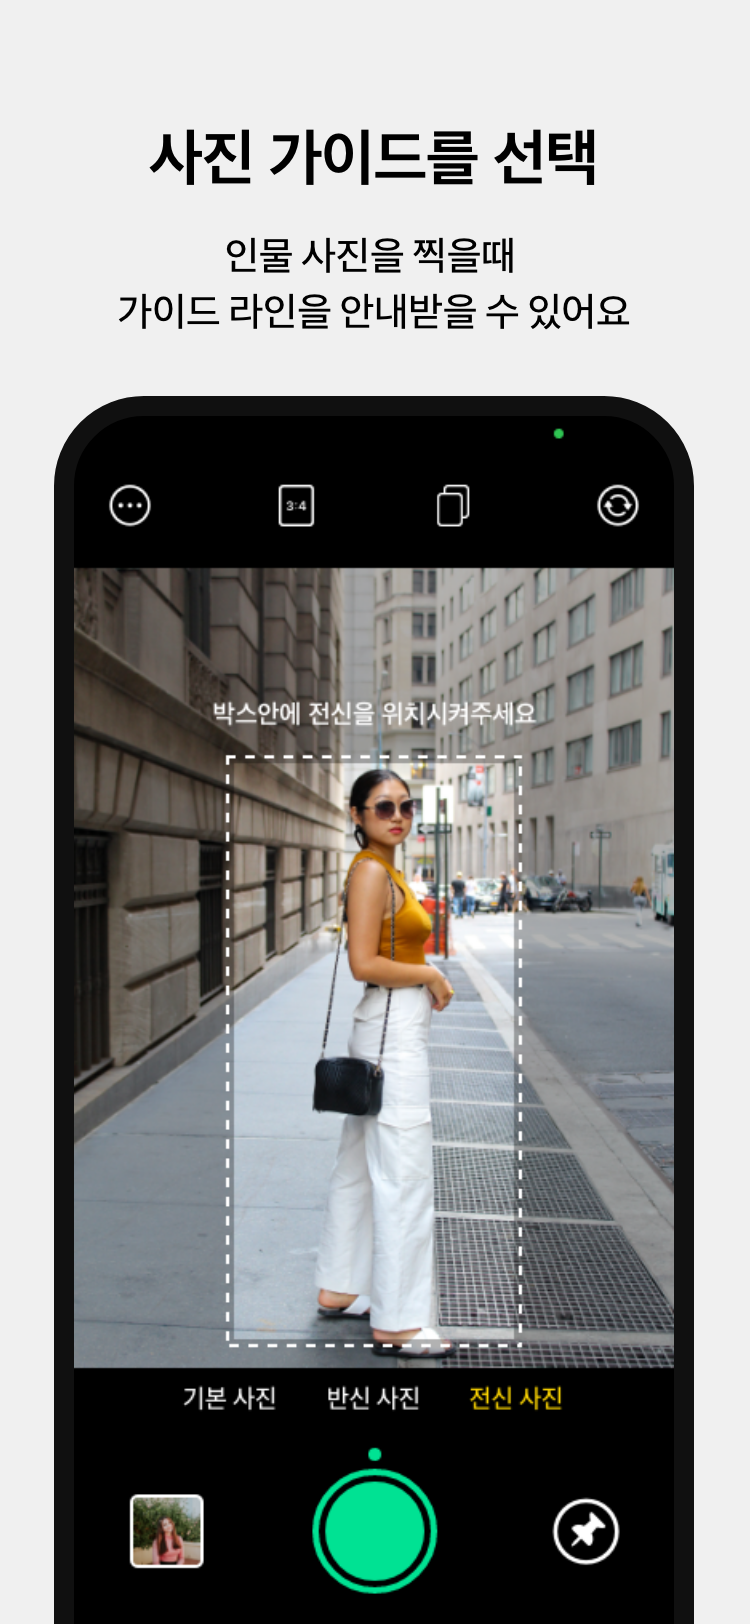 사진 가이드를 선택
인물 사진을 찍을때
가이드 라인을 안내받을 수 있어요
3:4
박스안에 전신을 위치시켜주세요
기본 사진 반신 사진 전신 사진